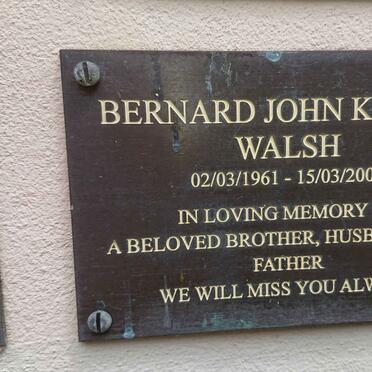 BERNARD JOHN K
WALSH
02/03/1961 - 15/03/200
IN LOVING MEMORY
A BELOVED BROTHER, HUSB
FATHER
WE WILL MISS YOU ALW